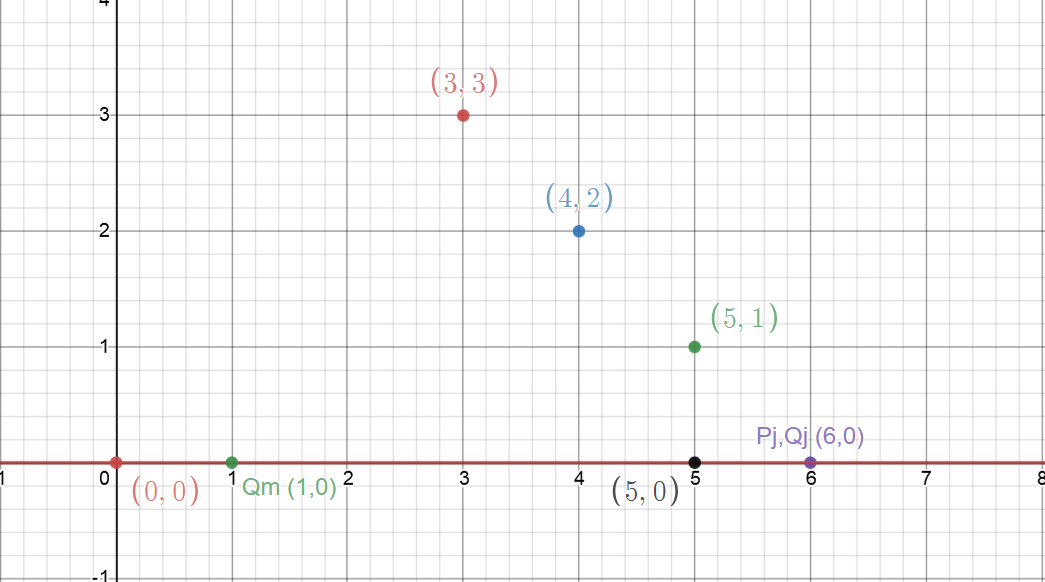 4
(3, 3)
3
(4, 2)
2
(5, 1)
1
Pj,Qj (6,0)
1 0 1 2 3 4 5 6 7 8
(0, 0) Qm (1,0) (5, 0)
-1